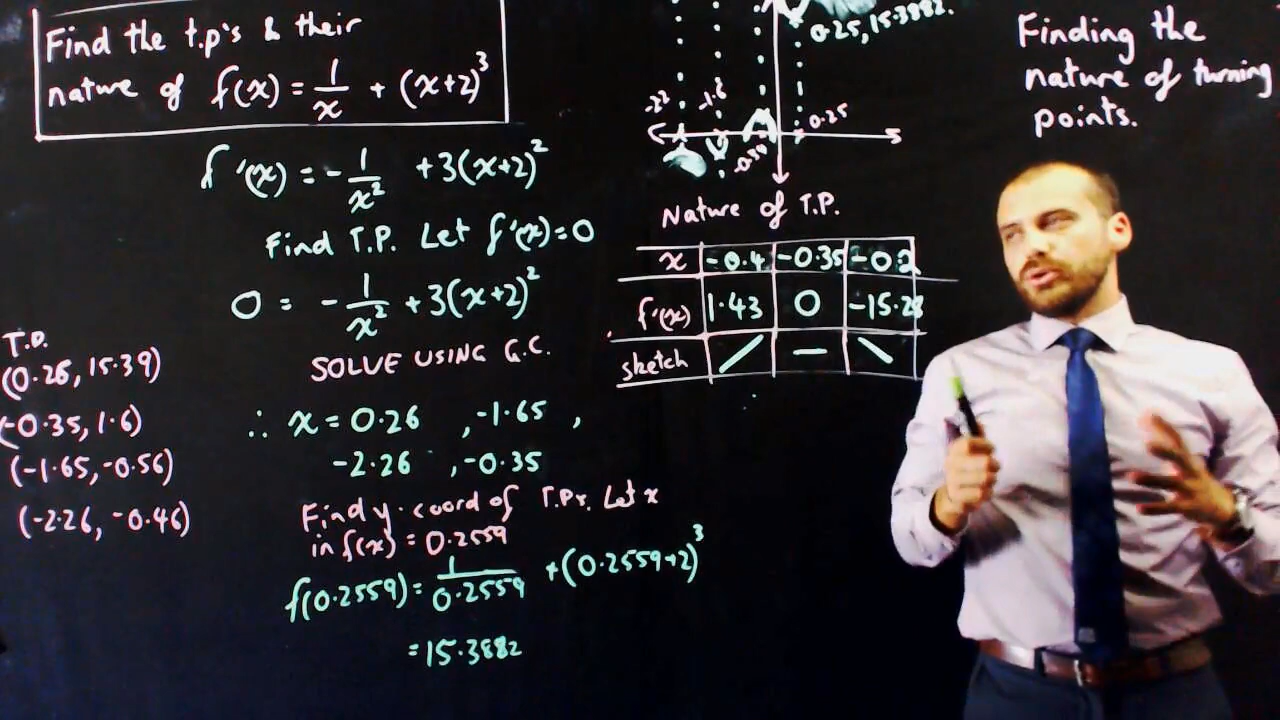 Find the t.p's & their
nature of f(x) = 1/x + (x+2)^3
f'(x) = -1/x^2 + 3(x+2)^2
Find T.P. Let f'(x)=0
0 = -1/x^2 + 3(x+2)^2
SOLVE USING G.C.
∴ x = 0.26 , -1.65 ,
-2.26 , -0.35
Find y-coord of T.Ps. Let x
in f(x) = 0.2559
f(0.2559) = 1/0.2559 + (0.2559+2)^3
= 15.3882
T.P.
(0.26, 15.39)
(-0.35, 1.6)
(-1.65, -0.56)
(-2.26, -0.46)
0.25, 15.3882.
-1.6
0.25
Nature of T.P.
x -0.4 -0.35 -0.2
f'(x) 1.43 0 -15.28
sketch / — \
Finding the
nature of turning
points.